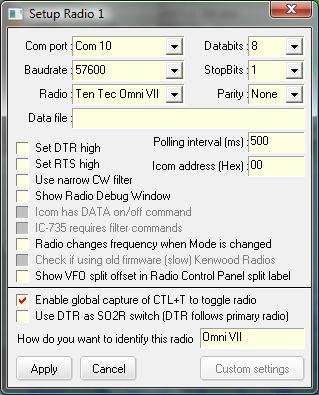 Setup Radio 1
Com port : Com 10 Databits : 8
Baudrate : 57600 StopBits : 1
Radio : Ten Tec Omni VII Parity : None
Data file :
Set DTR high Polling interval (ms) : 500
Set RTS high Icom address (Hex) : 00
Use narrow CW filter
Show Radio Debug Window
Icom has DATA on/off command
IC-735 requires filter commands
Radio changes frequency when Mode is changed
Check if using old firmware (slow) Kenwood Radios
Show VFO split offset in Radio Control Panel split label
Enable global capture of CTL+T to toggle radio
Use DTR as SO2R switch (DTR follows primary radio)
How do you want to identify this radio Omni VII
Apply Cancel Custom settings